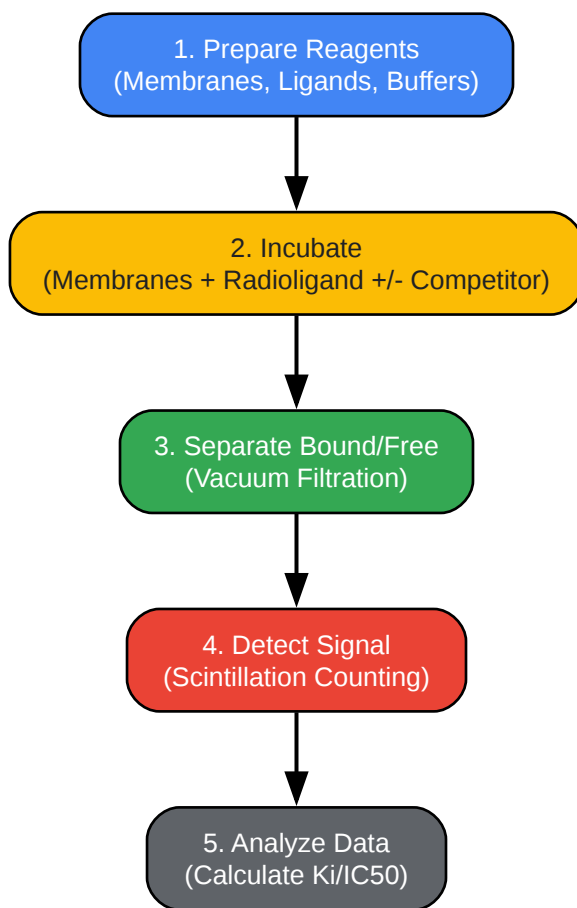 1. Prepare Reagents
(Membranes, Ligands, Buffers)
2. Incubate
(Membranes + Radioligand +/- Competitor)
3. Separate Bound/Free
(Vacuum Filtration)
4. Detect Signal
(Scintillation Counting)
5. Analyze Data
(Calculate Ki/IC50)